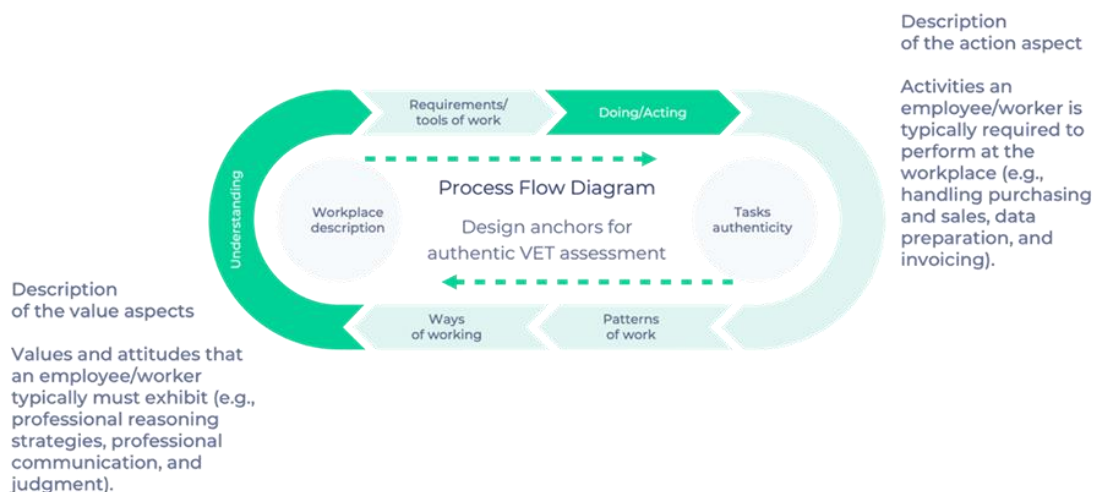 Description
of the action aspect
Activities an
employee/worker is
typically required to
perform at the
workplace (e.g.,
handling purchasing
and sales, data
preparation, and
invoicing).
Requirements/
tools of work
Doing/Acting
Understanding
Workplace
description
Process Flow Diagram
Design anchors for
authentic VET assessment
Tasks
authenticity
Ways
of working
Patterns
of work
Description
of the value aspects
Values and attitudes that
an employee/worker
typically must exhibit (e.g.,
professional reasoning
strategies, professional
communication, and
judgment).